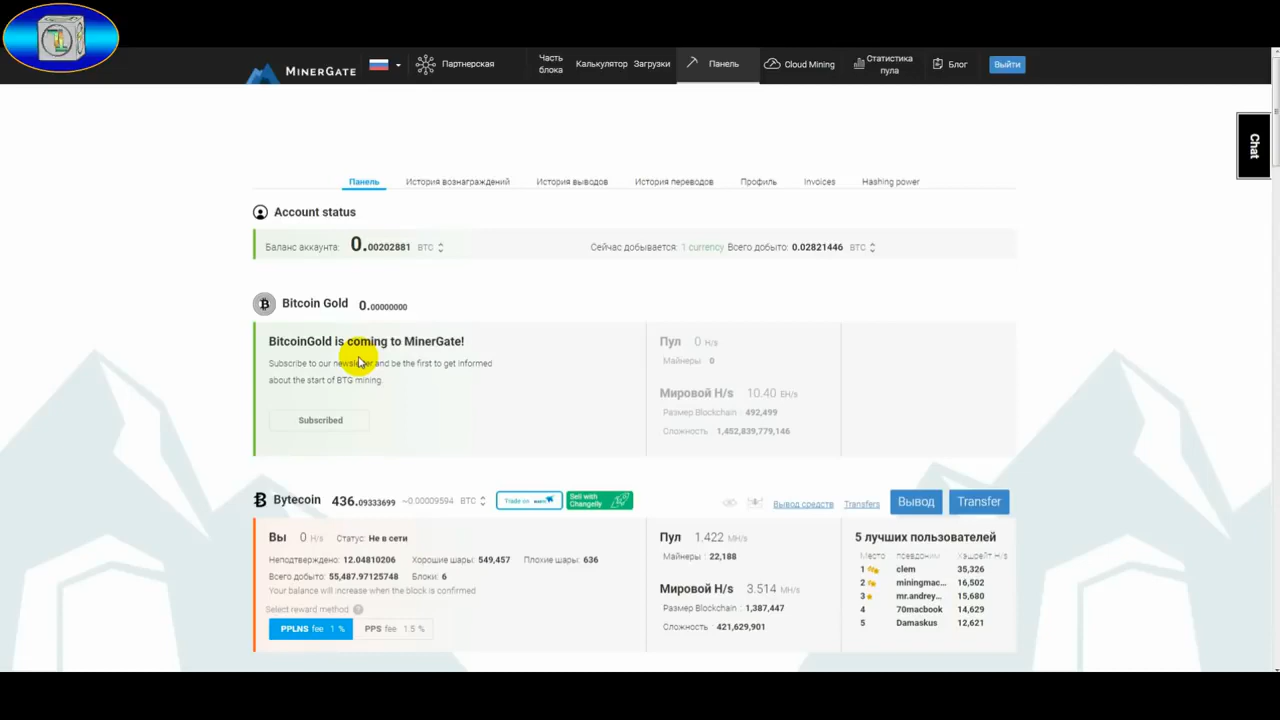 MINERGATE
Партнерская
Часть блока
Калькулятор
Загрузки
Панель
Cloud Mining
Статистика пула
Блог
Выйти
Chat
Панель
История вознаграждений
История выводов
История переводов
Профиль
Invoices
Hashing power
Account status
Баланс аккаунта: 0.00202881 BTC
Сейчас добывается: 1 currency Всего добыто: 0.02821446 BTC
Bitcoin Gold 0.00000000
BitcoinGold is coming to MinerGate!
Subscribe to our newsletter and be the first to get informed
about the start of BTG mining.
Subscribed
Пул 0 H/s
Майнеры 0
Мировой H/s 10.40 EH/s
Размер Blockchain 492,499
Сложность 1,452,839,779,146
Bytecoin 436.09333699 ~0.00009594 BTC
Trade on
Sell with Changelly
Вывод средств
Transfers
Вывод
Transfer
Вы 0 H/s Статус: Не в сети
Неподтверждено: 12.04810206 Хорошие шары: 549,457 Плохие шары: 636
Всего добыто: 55,487.97125748 Блоки: 6
Your balance will increase when the block is confirmed
Select reward method ?
PPLNS fee 1 %
PPS fee 1.5 %
Пул 1.422 MH/s
Майнеры: 22,188
Мировой H/s 3.514 MH/s
Размер Blockchain : 1,387,447
Сложность 421,629,901
5 лучших пользователей
Место псевдоним Хэшрейт H/s
1 clem 35,326
2 miningmac... 16,502
3 mr.andrey... 15,680
4 70macbook 14,629
5 Damaskus 12,621